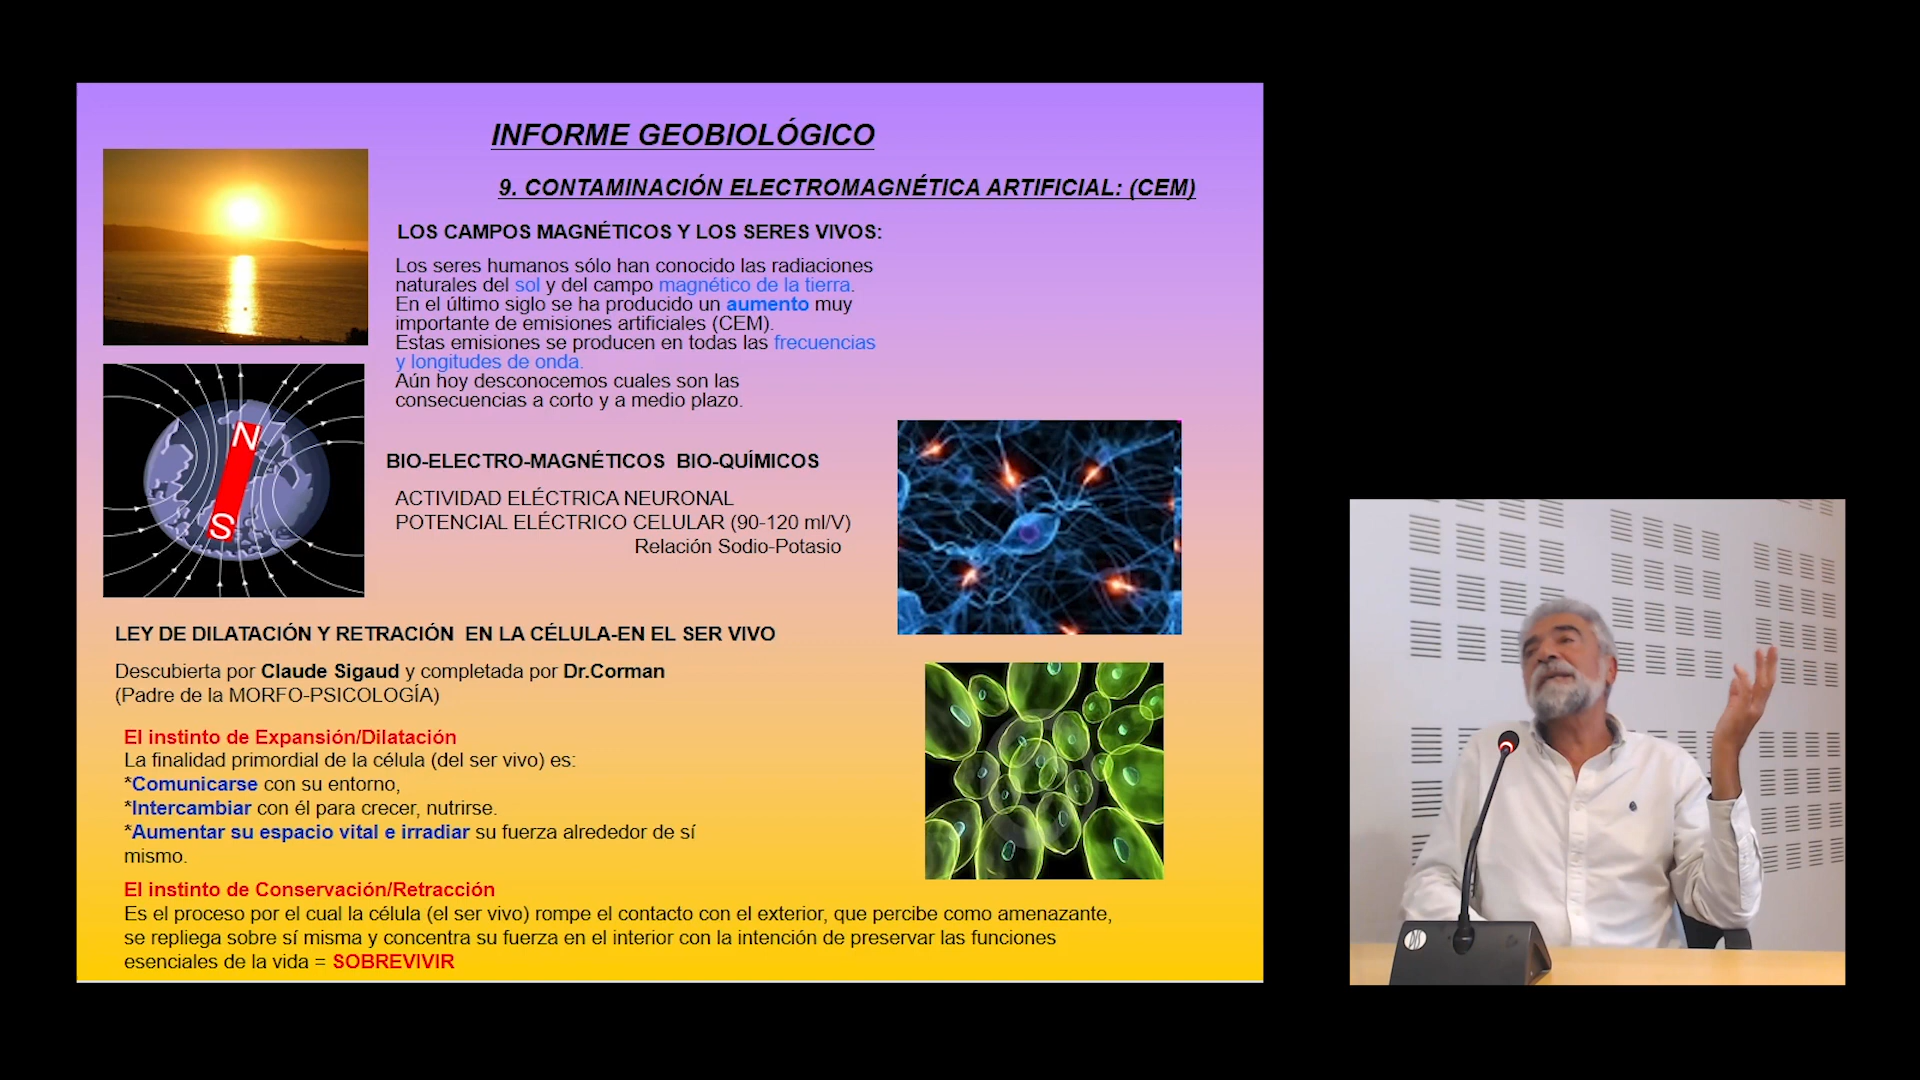 INFORME GEOBIOLÓGICO
9. CONTAMINACIÓN ELECTROMAGNÉTICA ARTIFICIAL: (CEM)
LOS CAMPOS MAGNÉTICOS Y LOS SERES VIVOS:
Los seres humanos sólo han conocido las radiaciones
naturales del sol y del campo magnético de la tierra.
En el último siglo se ha producido un aumento muy
importante de emisiones artificiales (CEM).
Estas emisiones se producen en todas las frecuencias
y longitudes de onda.
Aún hoy desconocemos cuales son las
consecuencias a corto y a medio plazo.
N
S
BIO-ELECTRO-MAGNÉTICOS BIO-QUÍMICOS
ACTIVIDAD ELÉCTRICA NEURONAL
POTENCIAL ELÉCTRICO CELULAR (90-120 ml/V)
Relación Sodio-Potasio
LEY DE DILATACIÓN Y RETRACIÓN EN LA CÉLULA-EN EL SER VIVO
Descubierta por Claude Sigaud y completada por Dr.Corman
(Padre de la MORFO-PSICOLOGÍA)
El instinto de Expansión/Dilatación
La finalidad primordial de la célula (del ser vivo) es:
*Comunicarse con su entorno,
*Intercambiar con él para crecer, nutrirse.
*Aumentar su espacio vital e irradiar su fuerza alrededor de sí
mismo.
El instinto de Conservación/Retracción
Es el proceso por el cual la célula (el ser vivo) rompe el contacto con el exterior, que percibe como amenazante,
se repliega sobre sí misma y concentra su fuerza en el interior con la intención de preservar las funciones
esenciales de la vida = SOBREVIVIR